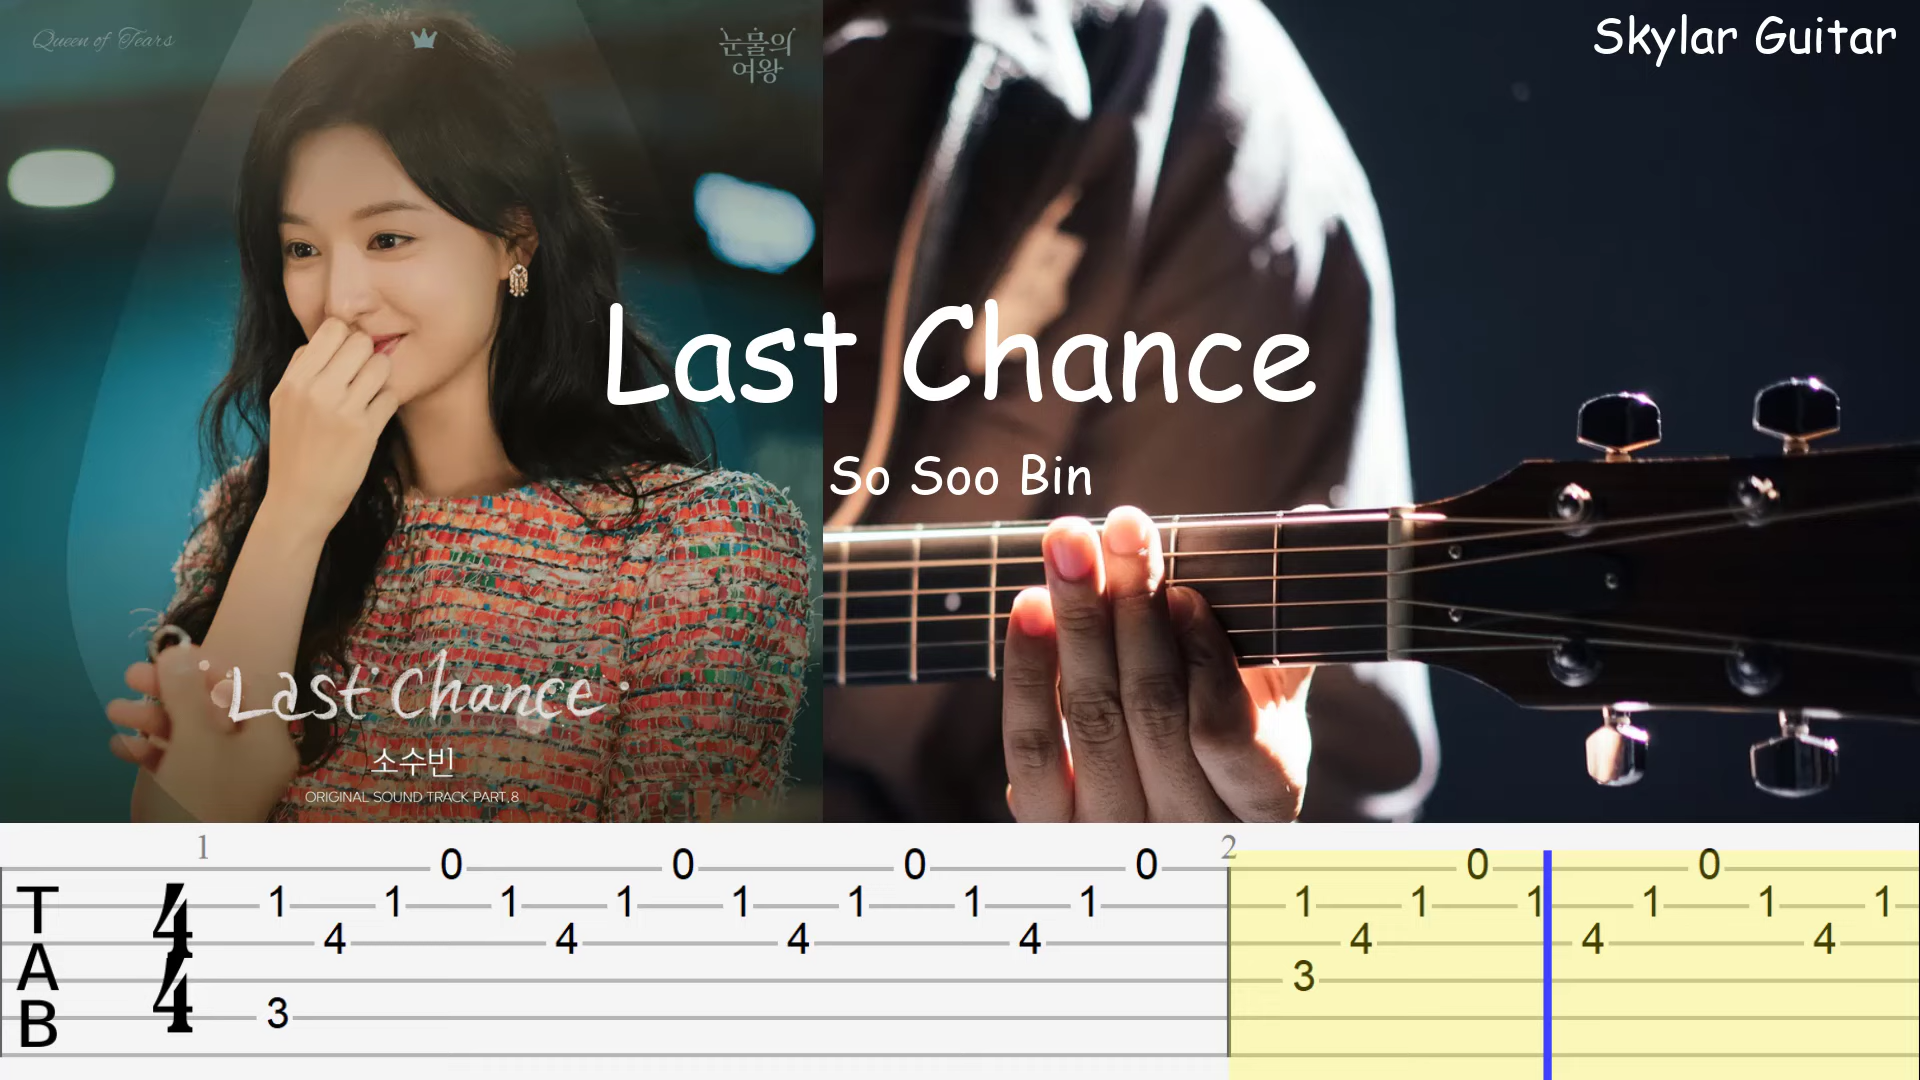 Queen of Tears
눈물의
여왕
Skylar Guitar
Last Chance
So Soo Bin
Last Chance
소수빈
ORIGINAL SOUND TRACK PART.8
1 2
0 0 0 0 0 0
T 4 1 1 1 1 1 1 1 1 1 1 1 1 1 1
4 4 4 4 4 4 4
A 3
B 4 3